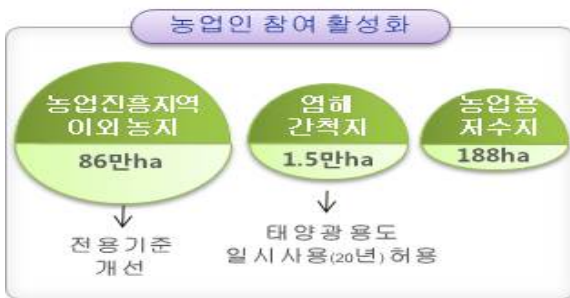 농업인 참여 활성화
농업진흥지역
이외농지
86만ha
염해
간척지
1.5만ha
농업용
저수지
188ha
전용기준
개선
태양광용도
일시사용(20년)허용